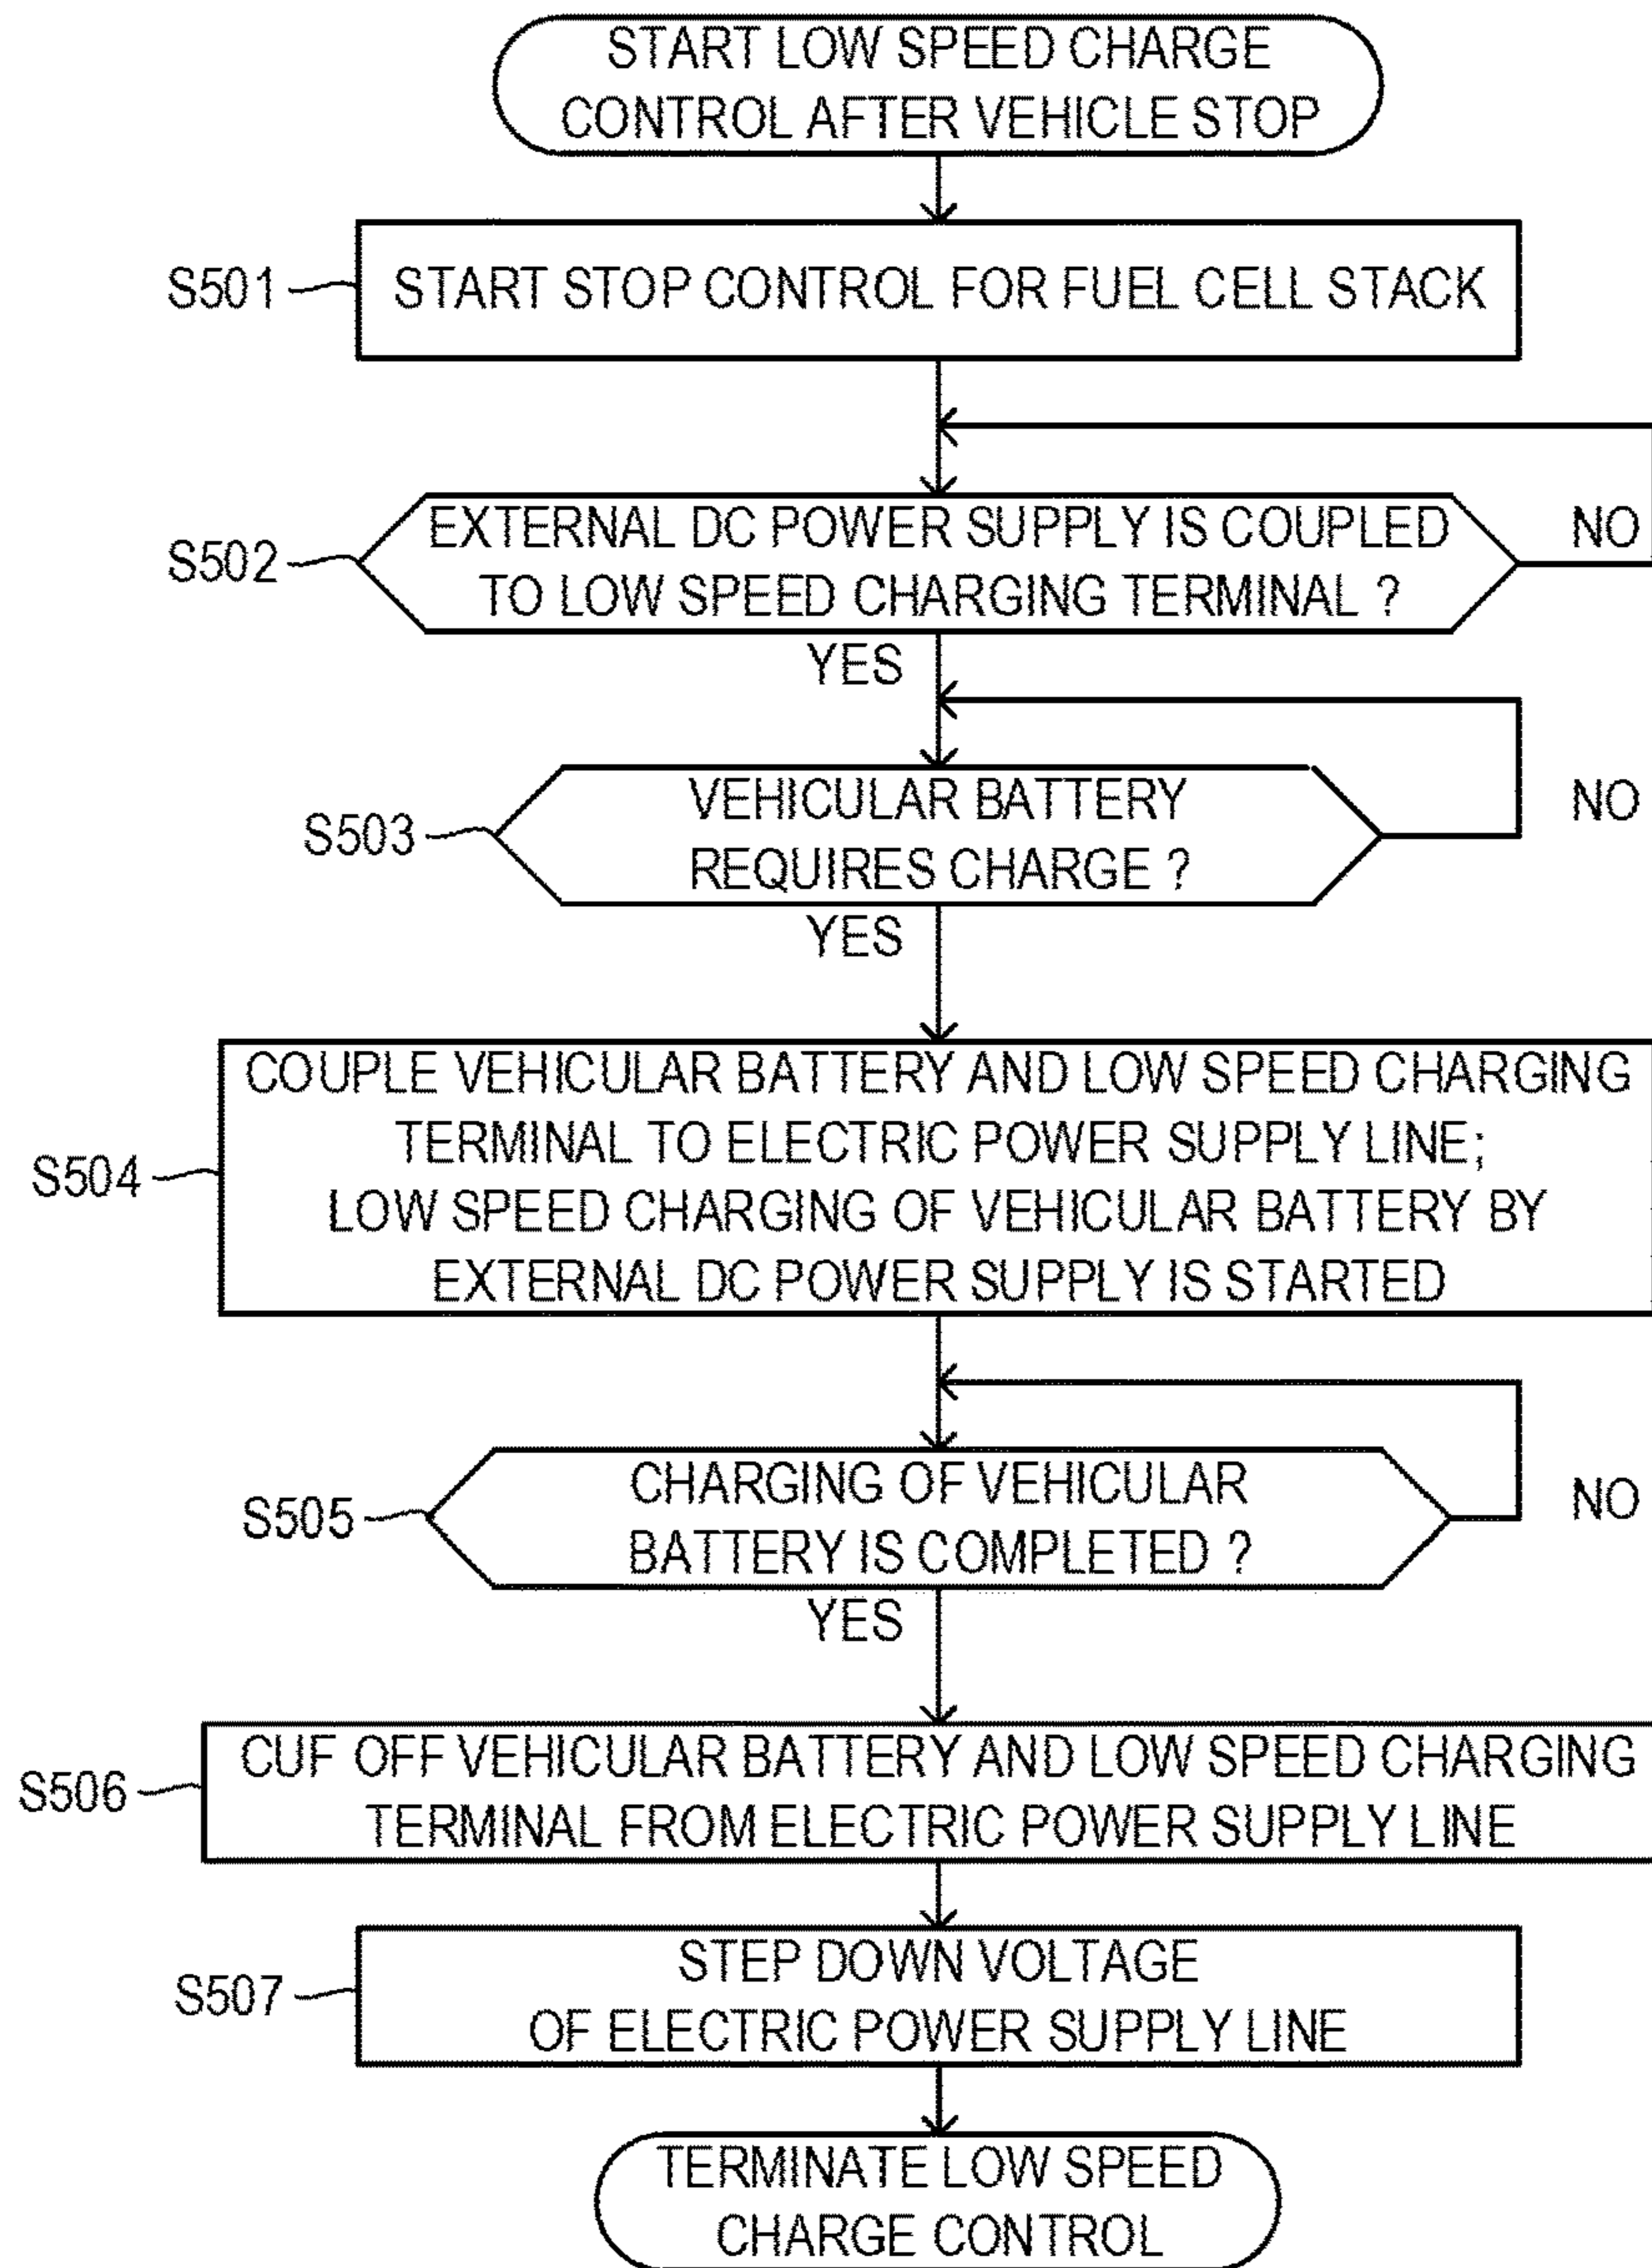 START LOW SPEED CHARGE
CONTROL AFTER VEHICLE STOP
S501
START STOP CONTROL FOR FUEL CELL STACK
S502
EXTERNAL DC POWER SUPPLY IS COUPLED
TO LOW SPEED CHARGING TERMINAL ?
NO
YES
S503
VEHICULAR BATTERY
REQUIRES CHARGE ?
NO
YES
S504
COUPLE VEHICULAR BATTERY AND LOW SPEED CHARGING
TERMINAL TO ELECTRIC POWER SUPPLY LINE;
LOW SPEED CHARGING OF VEHICULAR BATTERY BY
EXTERNAL DC POWER SUPPLY IS STARTED
S505
CHARGING OF VEHICULAR
BATTERY IS COMPLETED ?
NO
YES
S506
CUF OFF VEHICULAR BATTERY AND LOW SPEED CHARGING
TERMINAL FROM ELECTRIC POWER SUPPLY LINE
S507
STEP DOWN VOLTAGE
OF ELECTRIC POWER SUPPLY LINE
TERMINATE LOW SPEED
CHARGE CONTROL